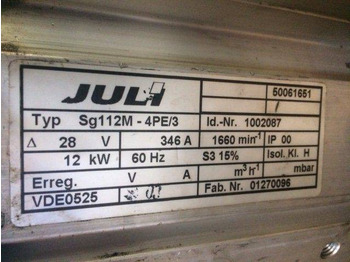 JULI 50061651
Typ Sg112M - 4PE/3 Id.-Nr. 1002087
Δ 28 V 346 A 1660 min⁻¹ IP 00
12 kW 60 Hz S3 15% Isol. Kl. H
Erreg. V A m³ h⁻¹ mbar
VDE0525 Fab. Nr. 01270096